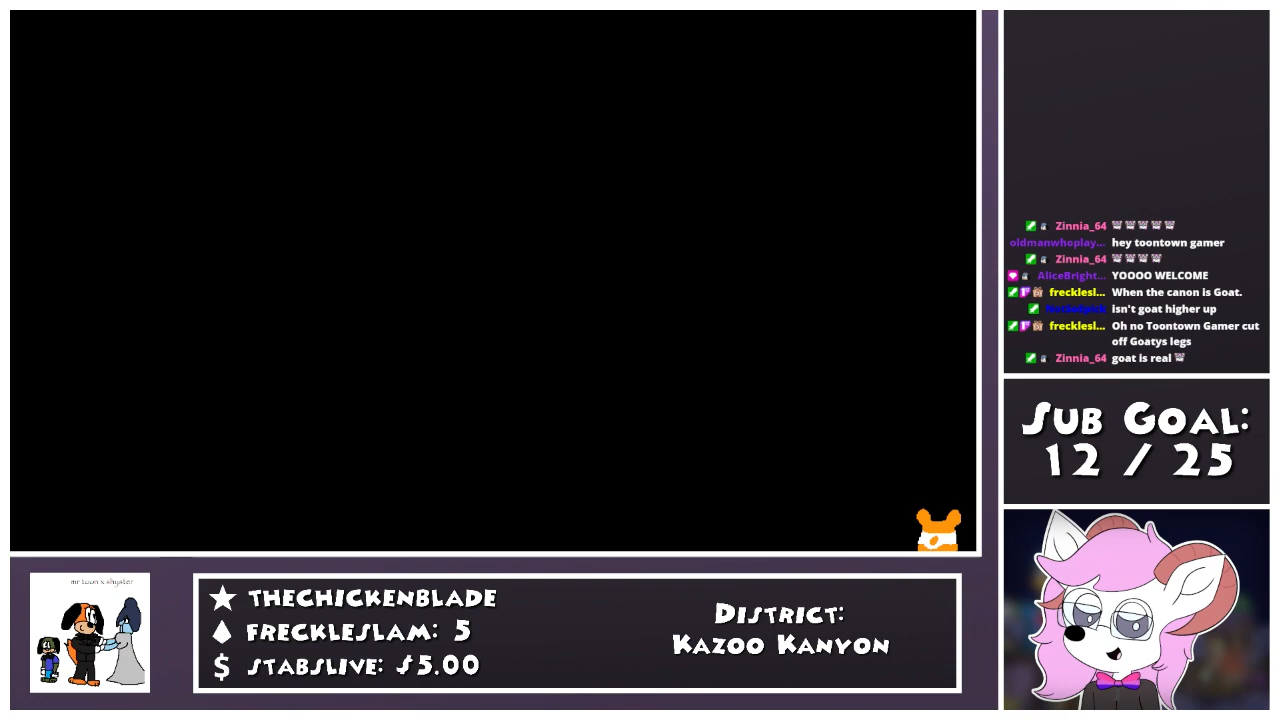 Zinnia_64
oldmanwhoplay... hey toontown gamer
Zinnia_64
AliceBright... YOOOO WELCOME
frecklesl... When the canon is Goat.
isn't goat higher up
frecklesl... Oh no Toontown Gamer cut
off Goatys legs
Zinnia_64 goat is real
Sub Goal:
12 / 25
mr toon x shyster
THECHICKENBLADE
FRECKLESLAM: 5
STABSLIVE: $5.00
District:
Kazoo Kanyon